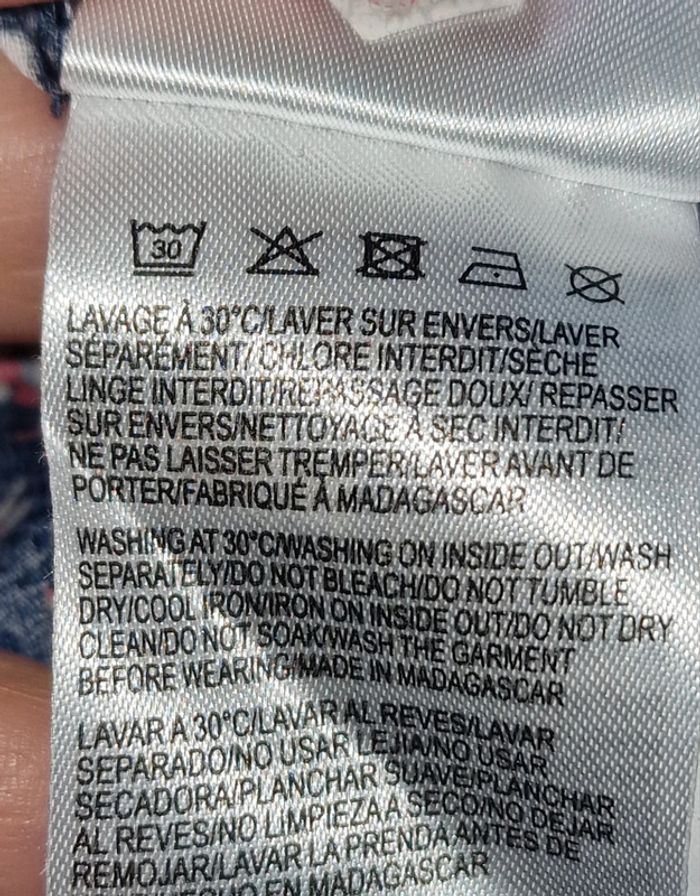 30
LAVAGE À 30°C/LAVER SUR ENVERS/LAVER
SÉPARÉMENT/CHLORE INTERDIT/SÈCHE
LINGE INTERDIT/REPASSAGE DOUX/ REPASSER
SUR ENVERS/NETTOYAGE À SEC INTERDIT/
NE PAS LAISSER TREMPER/LAVER AVANT DE
PORTER/FABRIQUÉ À MADAGASCAR
WASHING AT 30°C/WASHING ON INSIDE OUT/WASH
SEPARATELY/DO NOT BLEACH/DO NOT TUMBLE
DRY/COOL IRON/IRON ON INSIDE OUT/DO NOT DRY
CLEAN/DO NOT SOAK/WASH THE GARMENT
BEFORE WEARING/MADE IN MADAGASCAR
LAVAR A 30°C/LAVAR AL REVES/LAVAR
SEPARADO/NO USAR LEJIA/NO USAR
SECADORA/PLANCHAR SUAVE/PLANCHAR
AL REVES/NO LIMPIEZA A SECO/NO DEJAR
REMOJAR/LAVAR LA PRENDA ANTES DE
HECHO EN MADAGASCAR